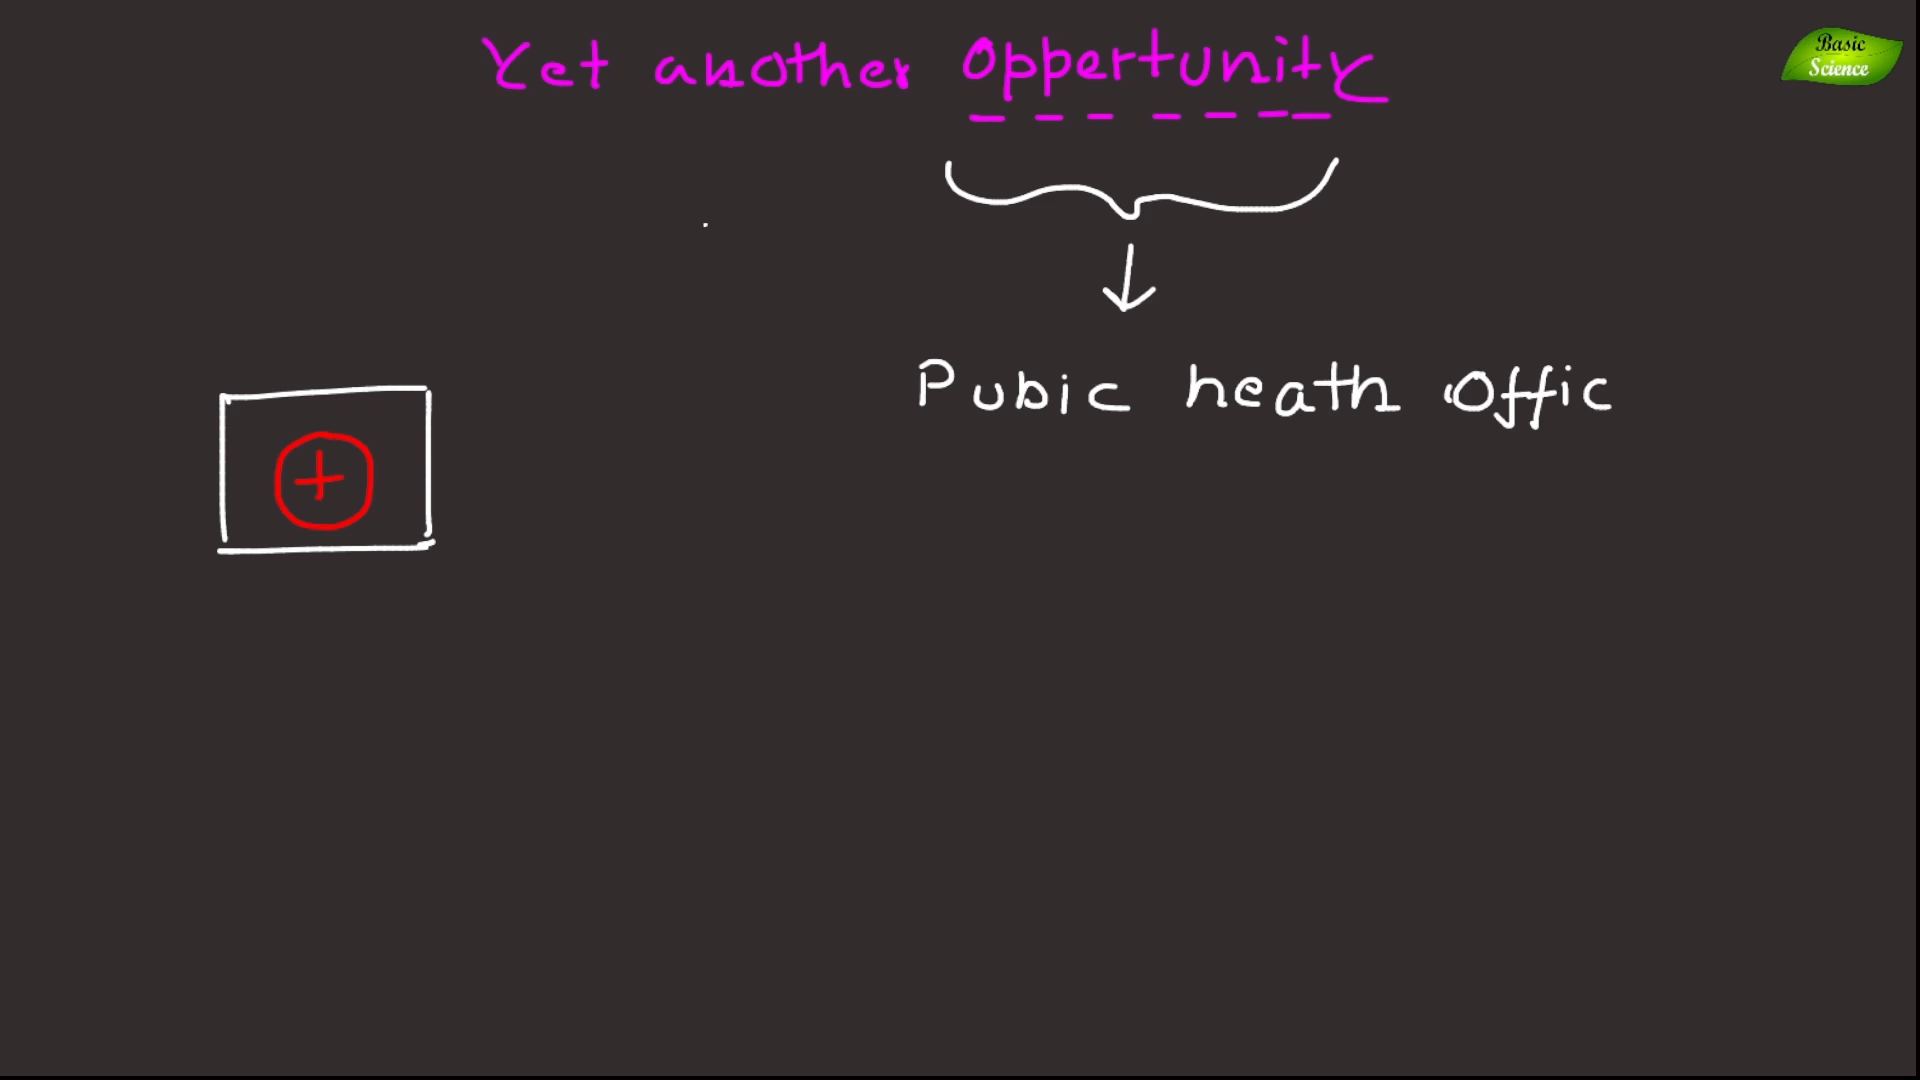 Yet another Oppertunity
Basic
Science
Pubic heath Offic
+